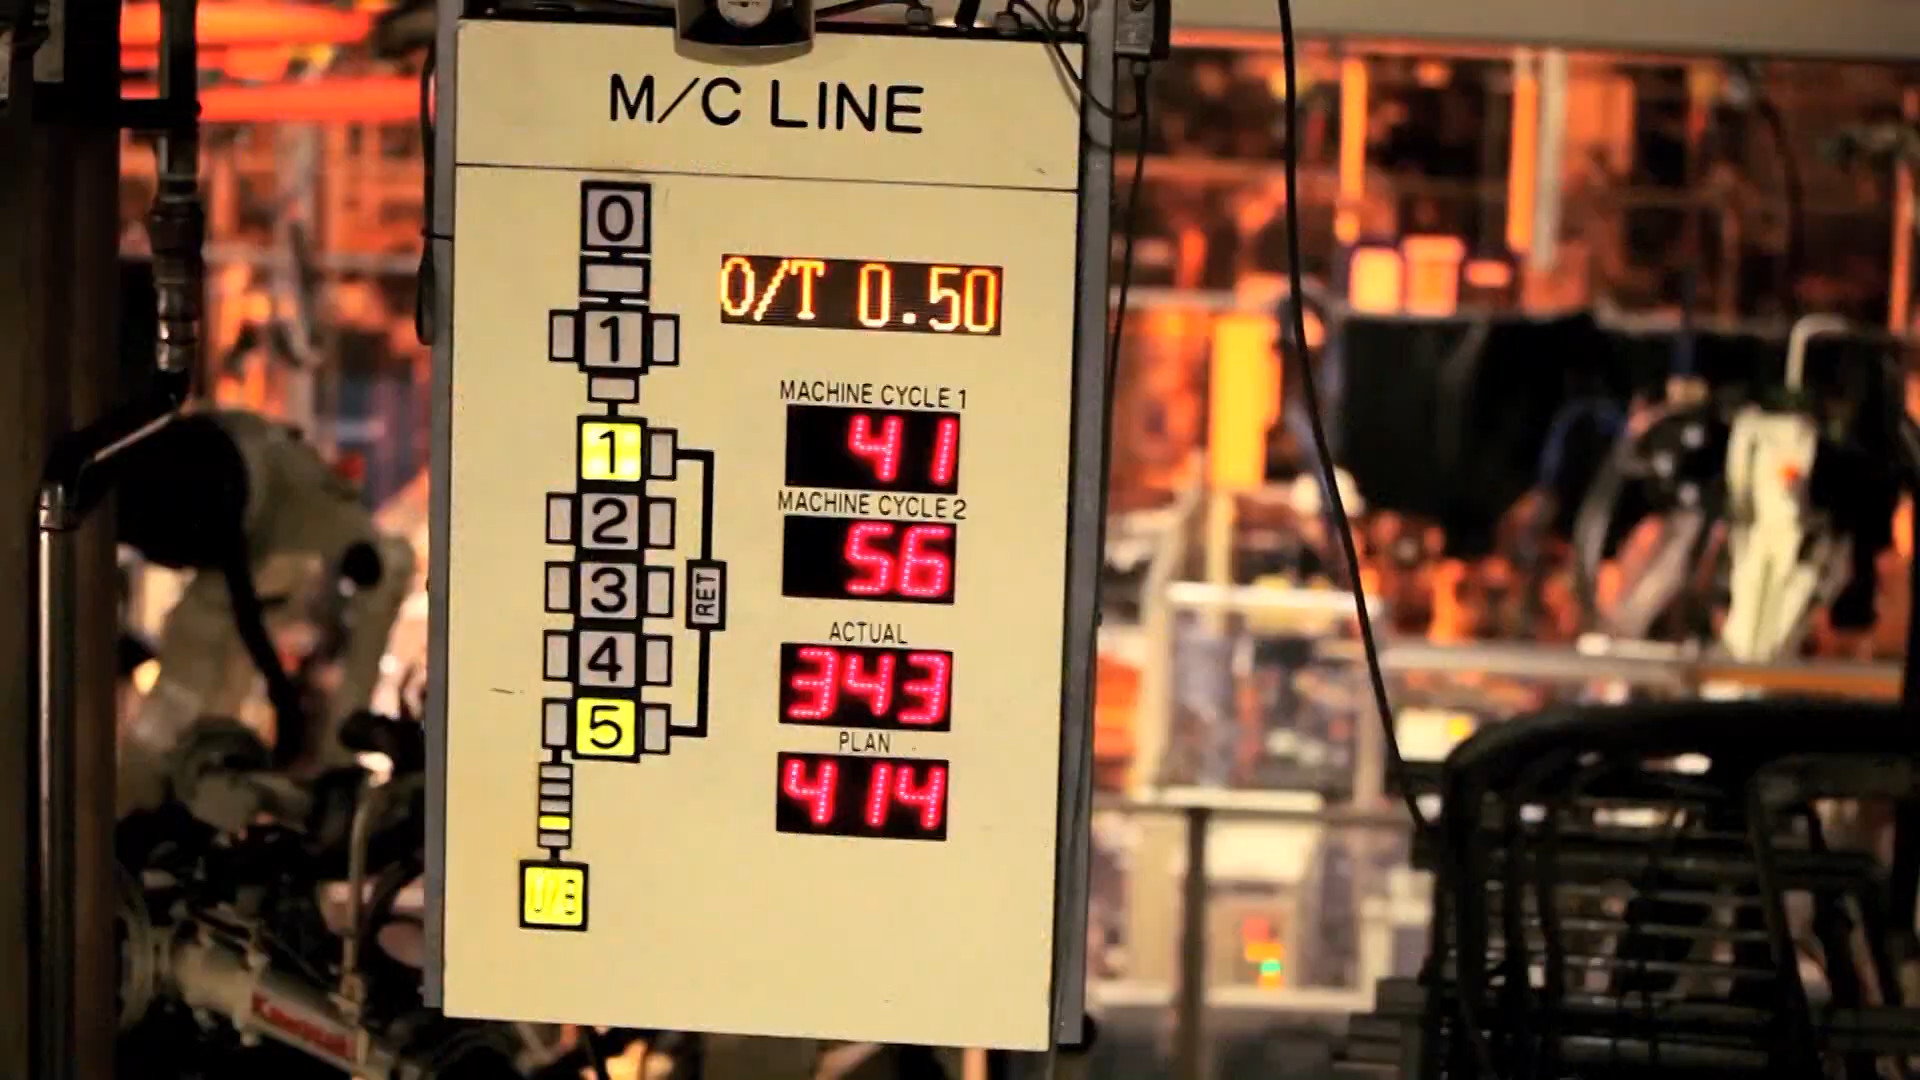 M/C LINE
0
1
O/T 0.50
MACHINE CYCLE 1
41
1
MACHINE CYCLE 2
2
56
3
RET
ACTUAL
4
343
5
PLAN
414
U/B
Kawasaki